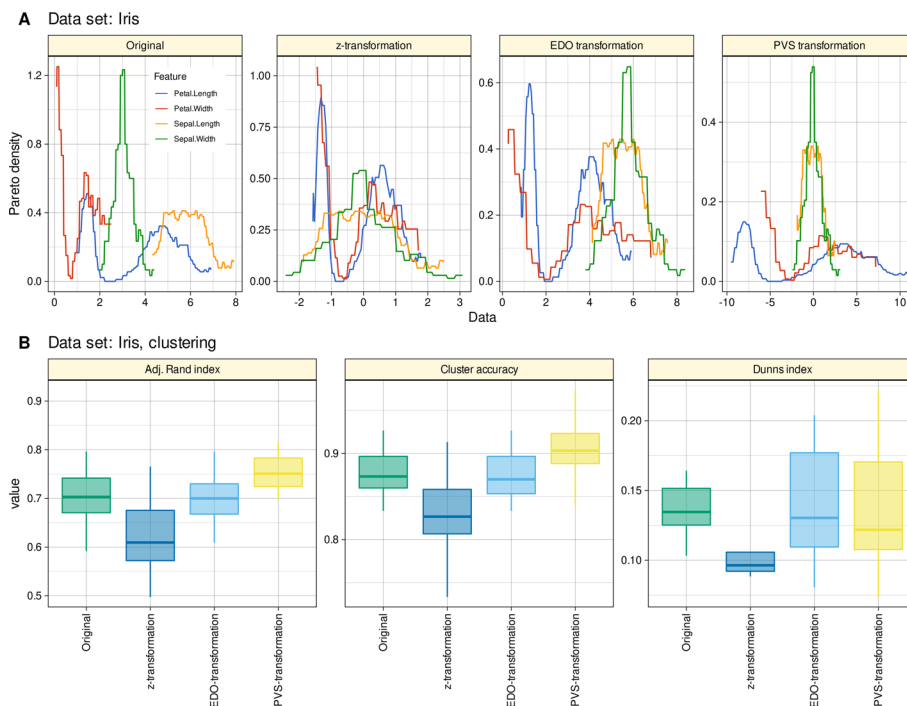 A Data set: Iris
Original
z-transformation
EDO transformation
PVS transformation
Pareto density
1.2
0.8
0.4
0.0
Feature
Petal.Length
Petal.Width
Sepal.Length
Sepal.Width
0 2 4 6 8
1.00
0.75
0.50
0.25
0.00
-2 -1 0 1 2 3
0.6
0.4
0.2
0.0
0 2 4 6 8
0.4
0.2
0.0
-10 -5 0 5 10
Data
B Data set: Iris, clustering
Adj. Rand index
Cluster accuracy
Dunns index
value
0.9
0.8
0.7
0.6
0.5
Original
z-transformation
EDO-transformation
PVS-transformation
0.9
0.8
Original
z-transformation
EDO-transformation
PVS-transformation
0.20
0.15
0.10
Original
z-transformation
EDO-transformation
PVS-transformation